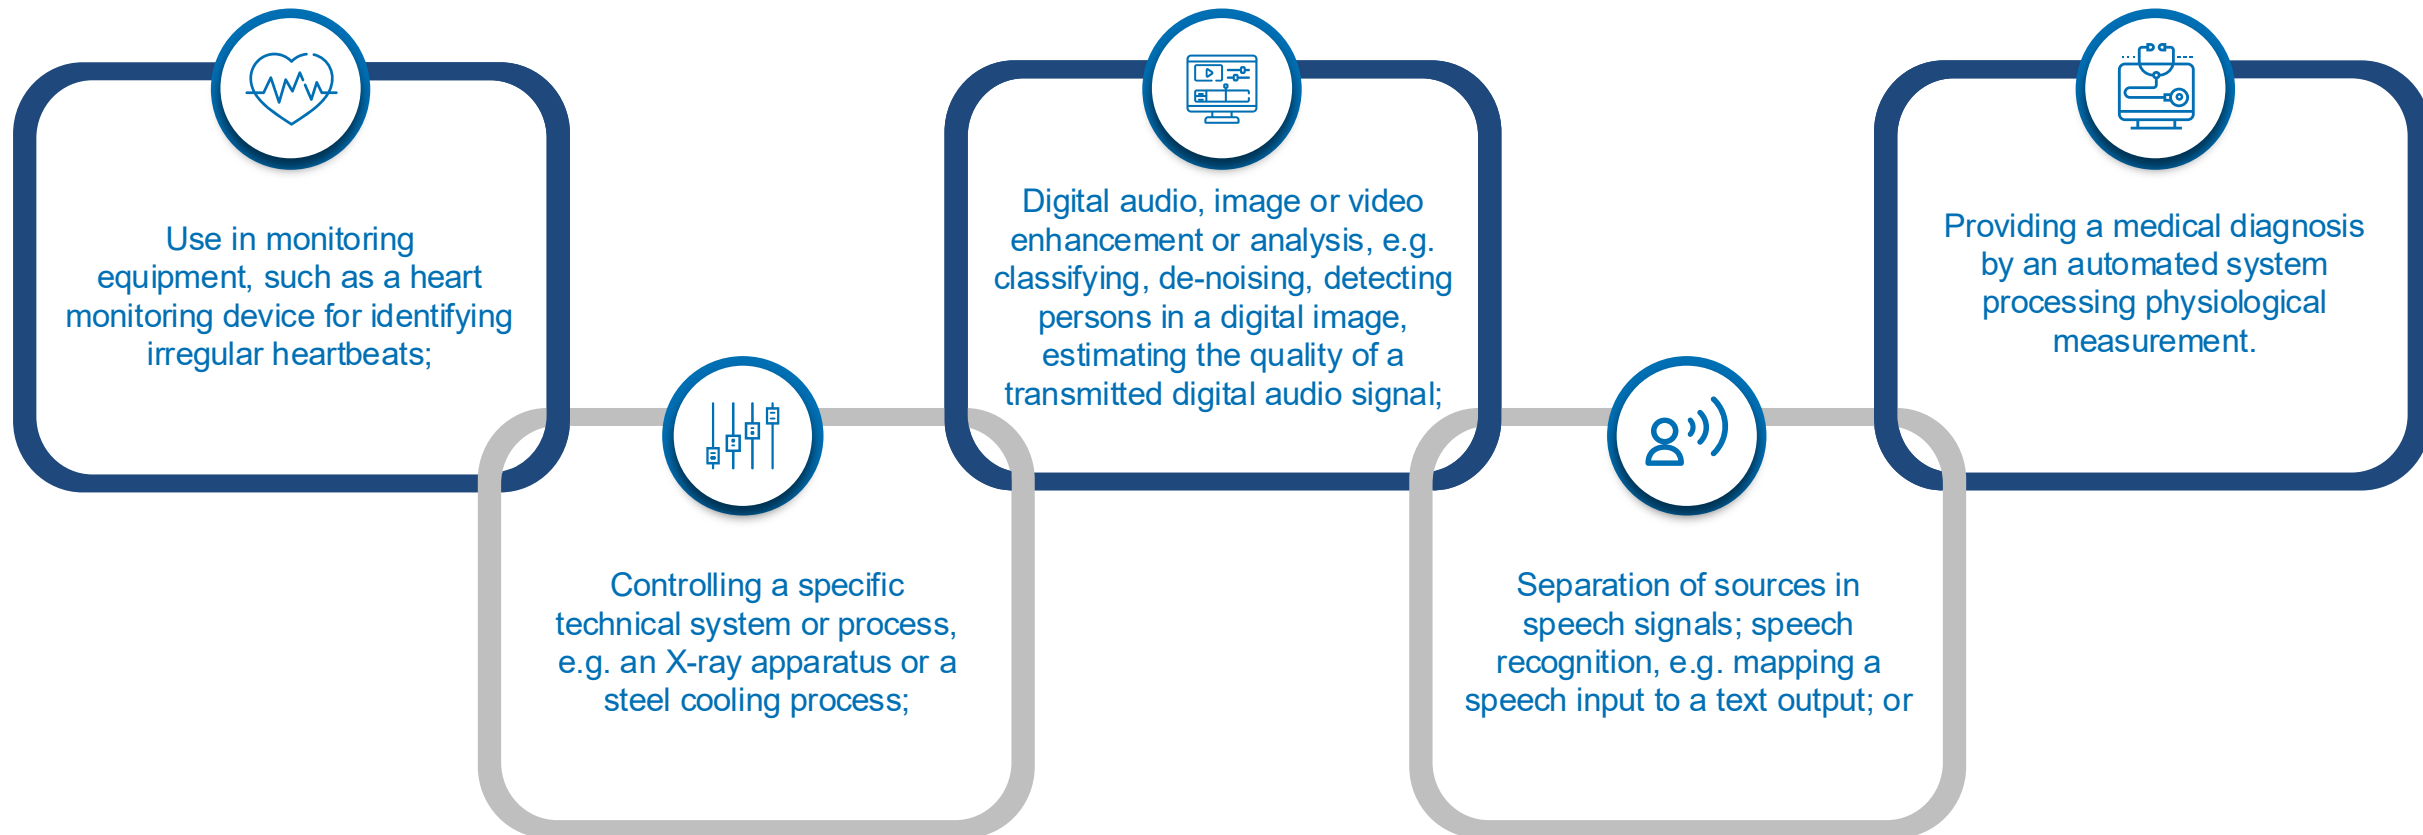 Use in monitoring
equipment, such as a heart
monitoring device for identifying
irregular heartbeats;
Controlling a specific
technical system or process,
e.g. an X-ray apparatus or a
steel cooling process;
Digital audio, image or video
enhancement or analysis, e.g.
classifying, de-noising, detecting
persons in a digital image,
estimating the quality of a
transmitted digital audio signal;
Separation of sources in
speech signals; speech
recognition, e.g. mapping a
speech input to a text output; or
Providing a medical diagnosis
by an automated system
processing physiological
measurement.